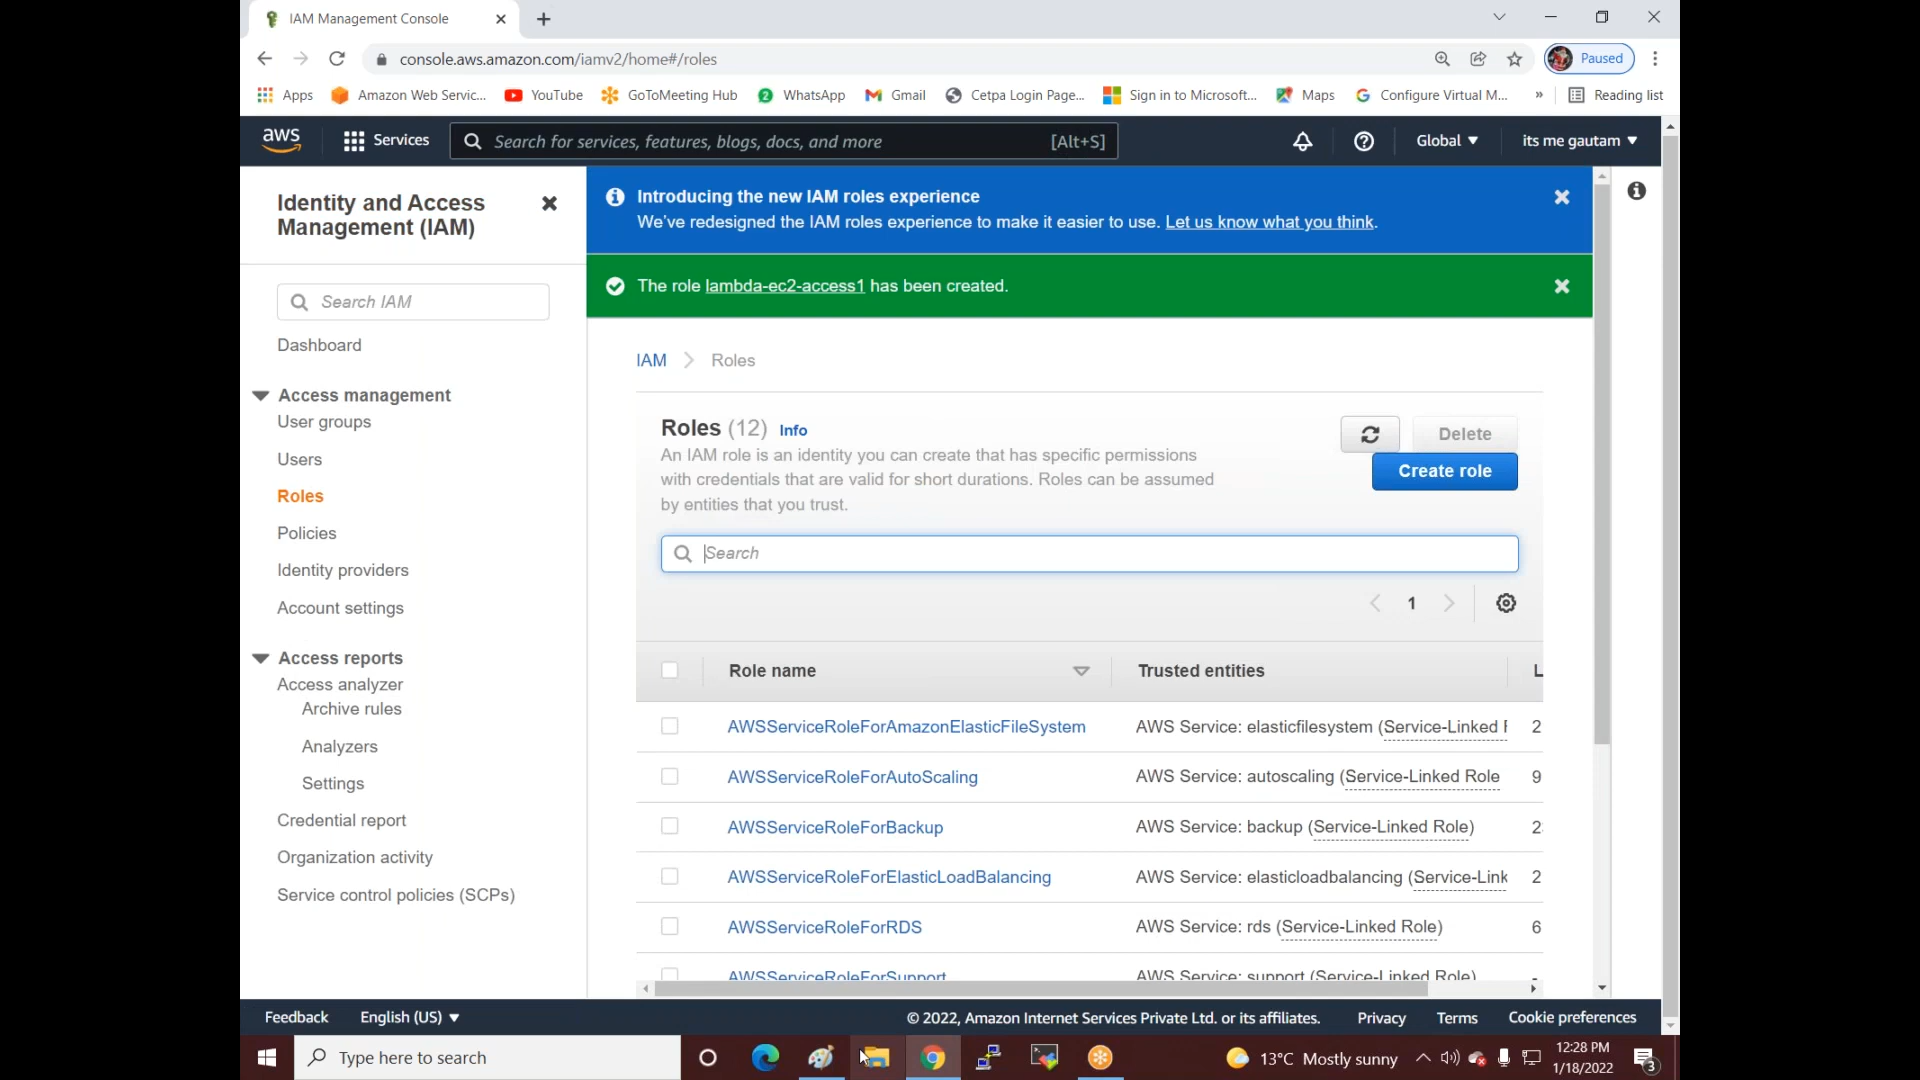 IAM Management Console
console.aws.amazon.com/iamv2/home#/roles
Paused
Apps
Amazon Web Servic...
YouTube
GoToMeeting Hub
WhatsApp
Gmail
Cetpa Login Page...
Sign in to Microsoft...
Maps
Configure Virtual M...
»
Reading list
aws
Services
Search for services, features, blogs, docs, and more
[Alt+S]
Global
its me gautam
Identity and Access
Management (IAM)
Search IAM
Dashboard
Access management
User groups
Users
Roles
Policies
Identity providers
Account settings
Access reports
Access analyzer
Archive rules
Analyzers
Settings
Credential report
Organization activity
Service control policies (SCPs)
Introducing the new IAM roles experience
We've redesigned the IAM roles experience to make it easier to use. Let us know what you think.
The role lambda-ec2-access1 has been created.
IAM > Roles
Roles (12) Info
An IAM role is an identity you can create that has specific permissions
with credentials that are valid for short durations. Roles can be assumed
by entities that you trust.
Delete
Create role
Search
1
Role name
Trusted entities
L
AWSServiceRoleForAmazonElasticFileSystem
AWS Service: elasticfilesystem (Service-Linked
2
AWSServiceRoleForAutoScaling
AWS Service: autoscaling (Service-Linked Role
9
AWSServiceRoleForBackup
AWS Service: backup (Service-Linked Role)
2
AWSServiceRoleForElasticLoadBalancing
AWS Service: elasticloadbalancing (Service-Link
2
AWSServiceRoleForRDS
AWS Service: rds (Service-Linked Role)
6
AWSServiceRoleForSupport
AWS Service: support (Service-Linked Role)
-
Feedback
English (US)
© 2022, Amazon Internet Services Private Ltd. or its affiliates.
Privacy
Terms
Cookie preferences
Type here to search
13°C Mostly sunny
12:28 PM
1/18/2022
3